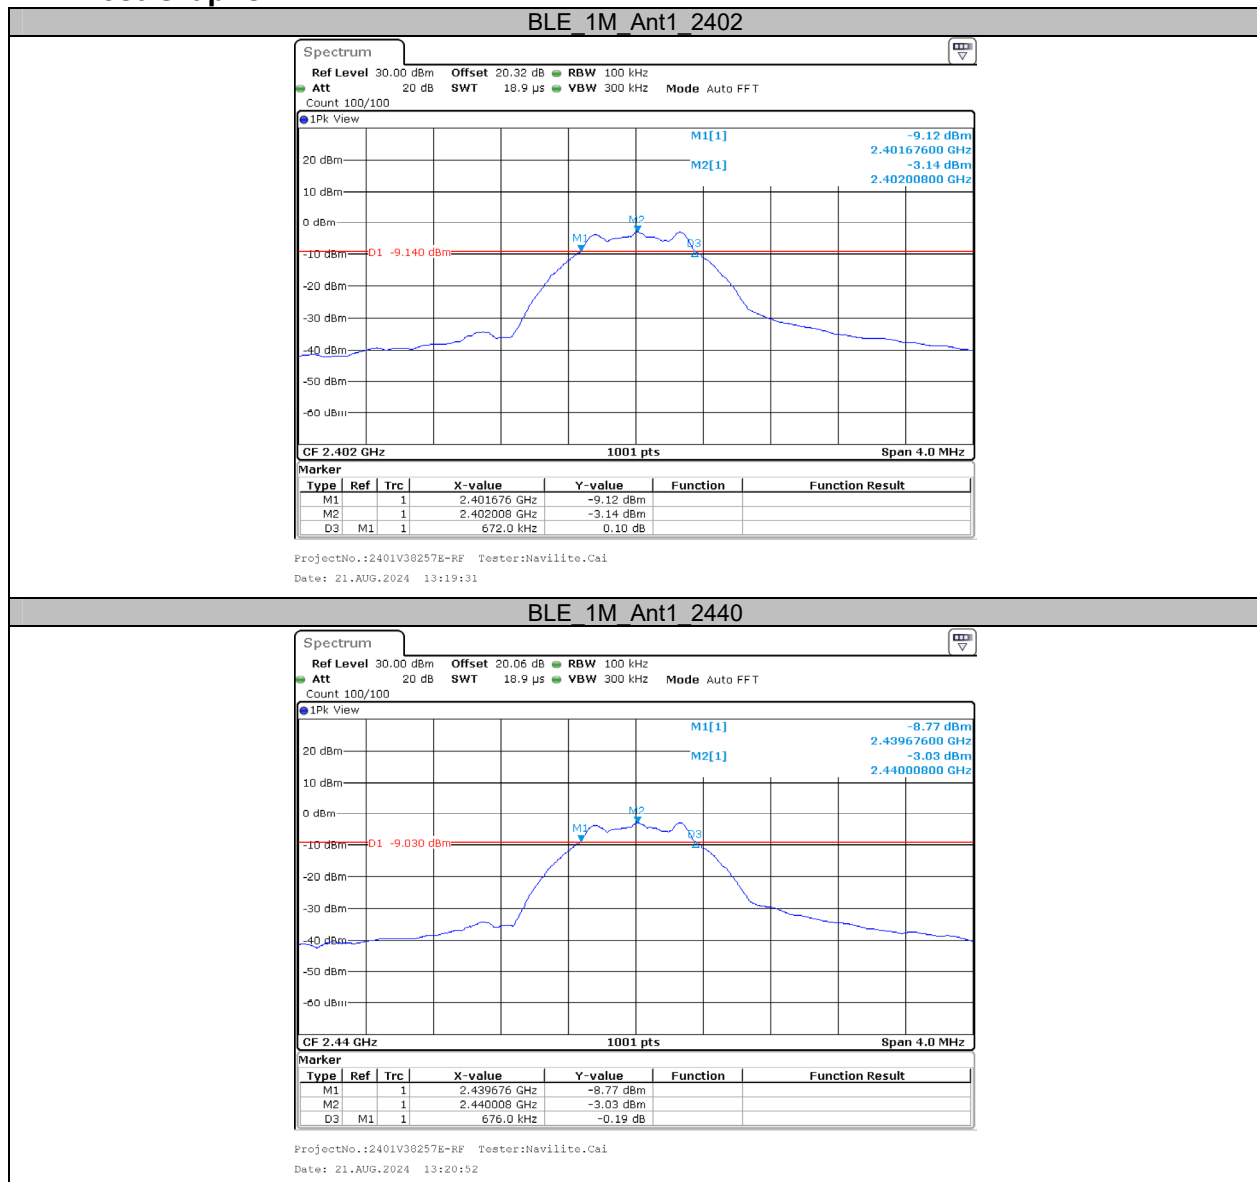 BLE_1M_Ant1_2402
Spectrum
Ref Level 30.00 dBm Offset 20.32 dB RBW 100 kHz
Att 20 dB SWT 18.9 µs VBW 300 kHz Mode Auto FFT
Count 100/100
1Pk View
M1[1] -9.12 dBm
2.40167600 GHz
20 dBm
M2[1] -3.14 dBm
2.40200800 GHz
10 dBm
0 dBm
M2
M1
D3
-10 dBm
D1 -9.140 dBm
-20 dBm
-30 dBm
-40 dBm
-50 dBm
-60 dBm
CF 2.402 GHz 1001 pts Span 4.0 MHz
Marker
Type Ref Trc X-value Y-value Function Function Result
M1 1 2.401676 GHz -9.12 dBm
M2 1 2.402008 GHz -3.14 dBm
D3 M1 1 672.0 kHz 0.10 dB
ProjectNo.:2401V38257E-RF Tester:Navilite.Cai
Date: 21.AUG.2024 13:19:31
BLE_1M_Ant1_2440
Spectrum
Ref Level 30.00 dBm Offset 20.06 dB RBW 100 kHz
Att 20 dB SWT 18.9 µs VBW 300 kHz Mode Auto FFT
Count 100/100
1Pk View
M1[1] -8.77 dBm
2.43967600 GHz
20 dBm
M2[1] -3.03 dBm
2.44000800 GHz
10 dBm
0 dBm
M2
M1
D3
-10 dBm
D1 -9.030 dBm
-20 dBm
-30 dBm
-40 dBm
-50 dBm
-60 dBm
CF 2.44 GHz 1001 pts Span 4.0 MHz
Marker
Type Ref Trc X-value Y-value Function Function Result
M1 1 2.439676 GHz -8.77 dBm
M2 1 2.440008 GHz -3.03 dBm
D3 M1 1 676.0 kHz -0.19 dB
ProjectNo.:2401V38257E-RF Tester:Navilite.Cai
Date: 21.AUG.2024 13:20:52